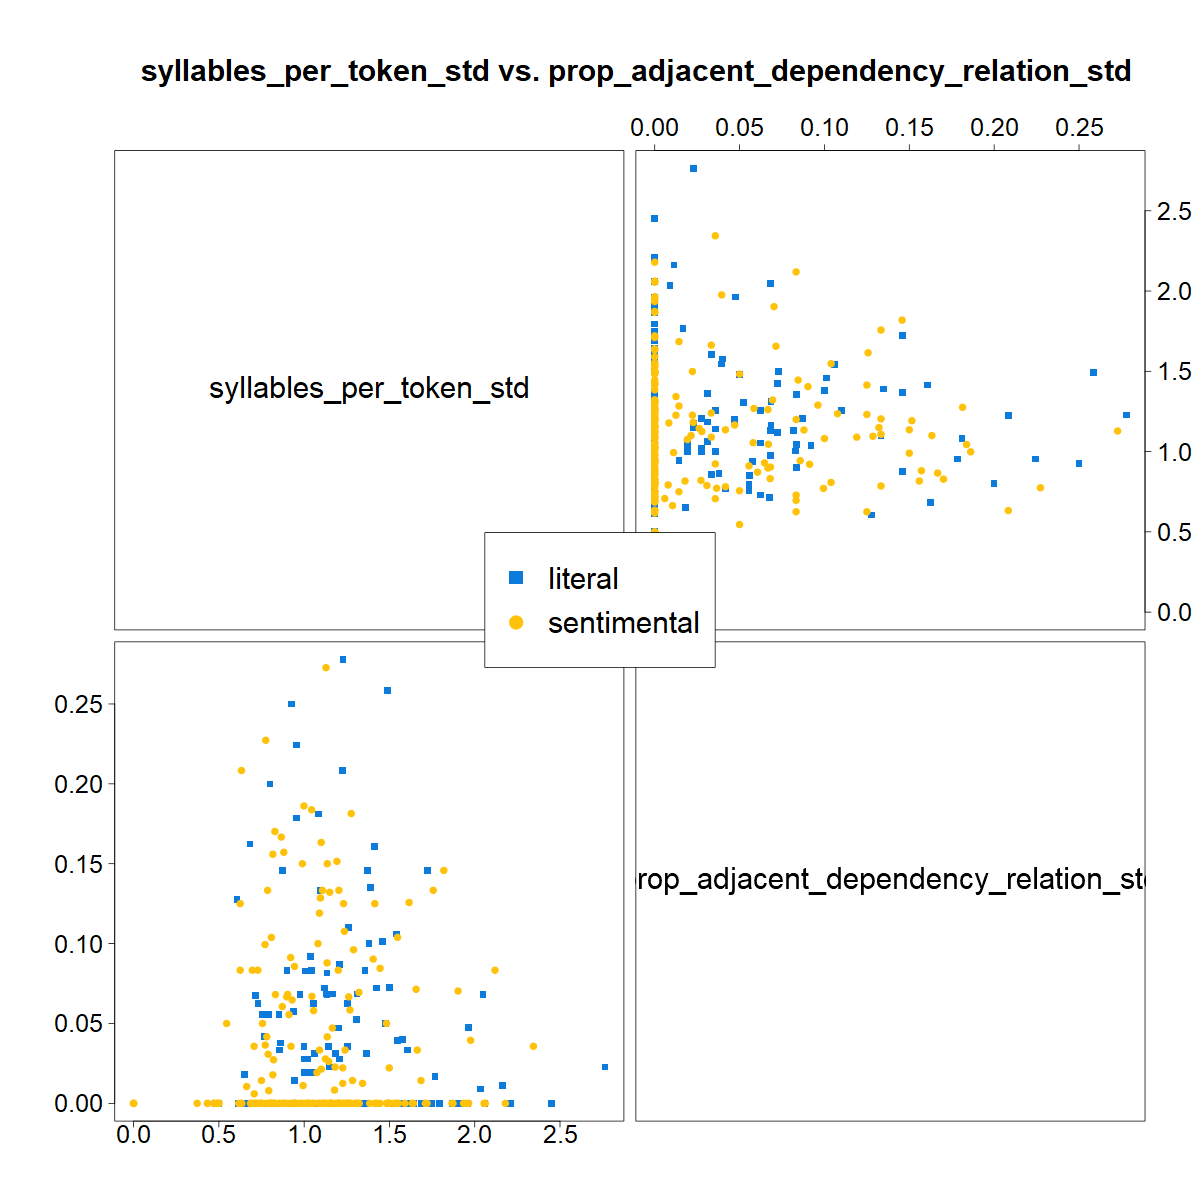 syllables_per_token_std vs. prop_adjacent_dependency_relation_std
0.00 0.05 0.10 0.15 0.20 0.25
syllables_per_token_std
2.5
2.0
1.5
1.0
0.5
0.0
literal
sentimental
0.25
0.20
0.15
0.10
0.05
0.00
rop_adjacent_dependency_relation_st
0.0 0.5 1.0 1.5 2.0 2.5